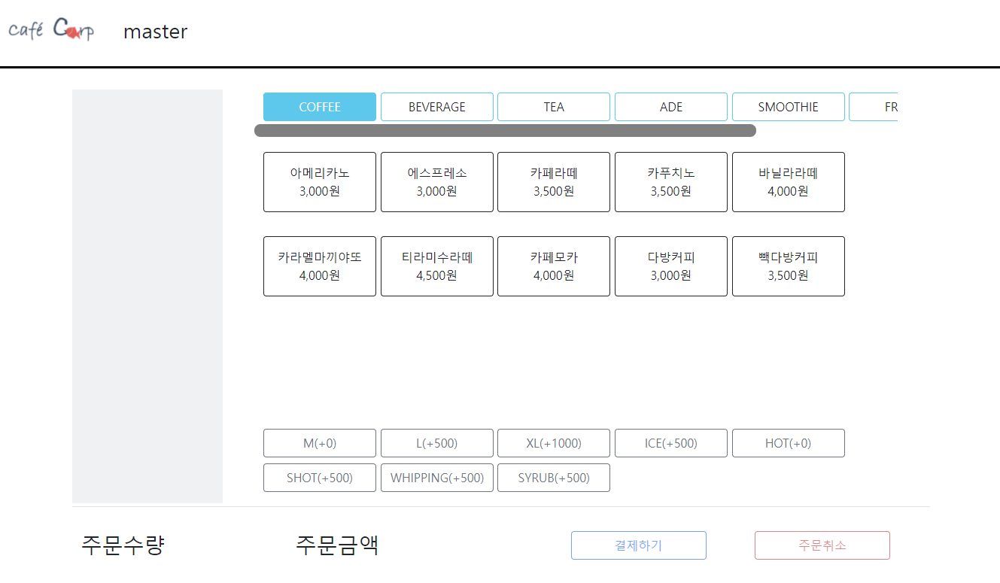 café Carp master
COFFEE BEVERAGE TEA ADE SMOOTHIE FR
아메리카노 에스프레소 카페라떼 카푸치노 바닐라라떼
3,000원 3,000원 3,500원 3,500원 4,000원
카라멜마끼야또 티라미수라떼 카페모카 다방커피 빽다방커피
4,000원 4,500원 4,000원 3,000원 3,500원
M(+0) L(+500) XL(+1000) ICE(+500) HOT(+0)
SHOT(+500) WHIPPING(+500) SYRUB(+500)
주문수량 주문금액 결제하기 주문취소